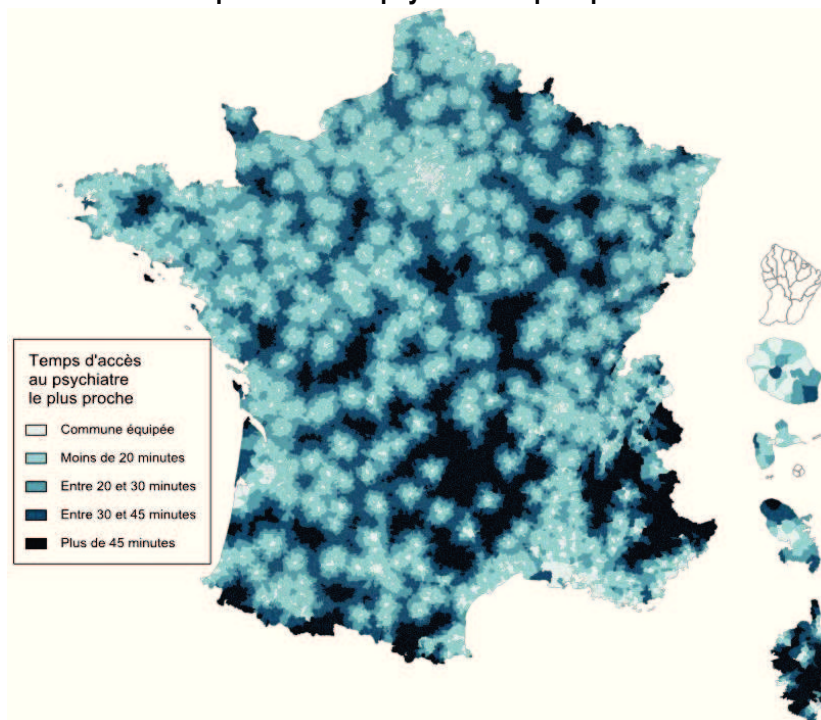 Temps d'accès
au psychiatre
le plus proche
Commune équipée
Moins de 20 minutes
Entre 20 et 30 minutes
Entre 30 et 45 minutes
Plus de 45 minutes